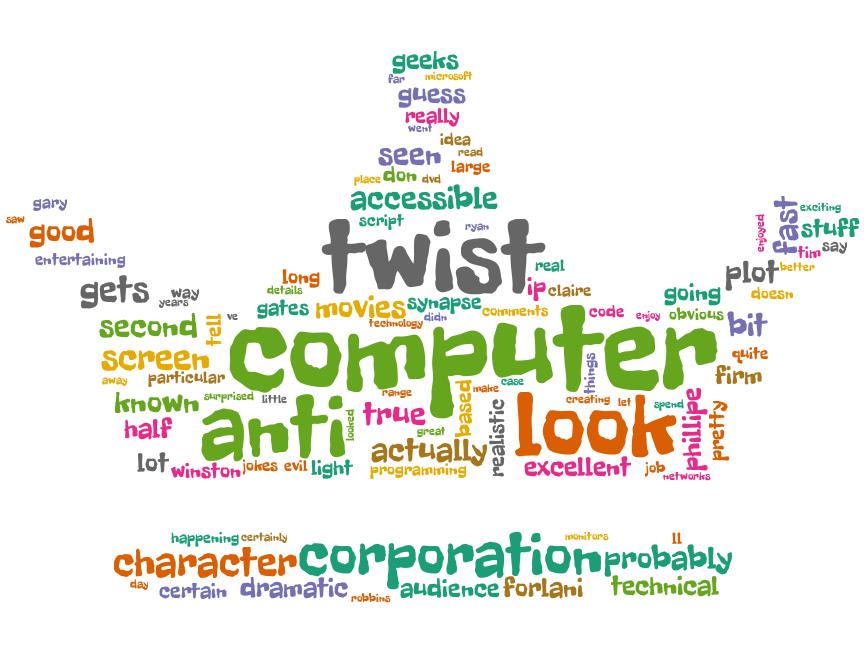 geeks
far microsoft
guess
really
went
idea
seen read
large
place don dvd
accessible
script ryan
twist
gary
saw good
entertaining
gets way
years
long
details
real
ip claire
fast exciting
enjoyed stuff
tim say
plot better
doesn
going
gates movies synapse comments code enjoy obvious bit
technology didn
second tell ve
computer
screen
away particular
things
quite
firm
known surprised little
range make case
creating let spend
half anti looked true based realistic look phillipe pretty
great
lot winston jokes evil light
actually
programming
excellent job
networks
happening certainly monitors ll
character corporation probably
day certain dramatic robbins audience forlani technical